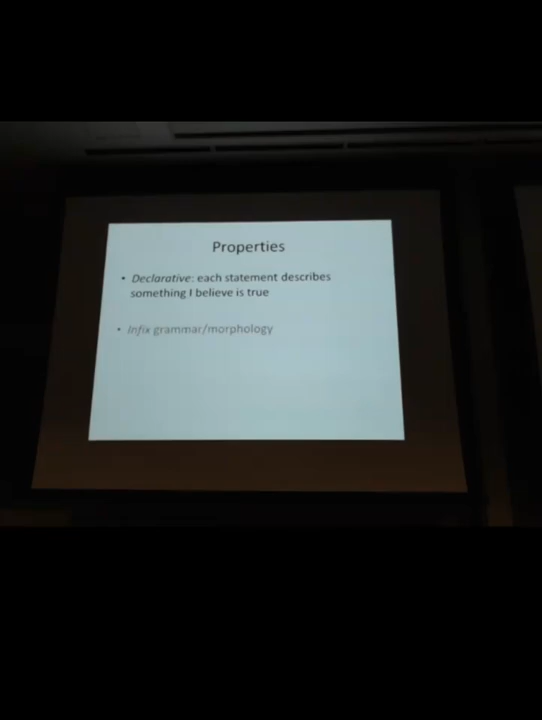 Properties
• Declarative: each statement describes
something I believe is true
• Infix grammar/morphology